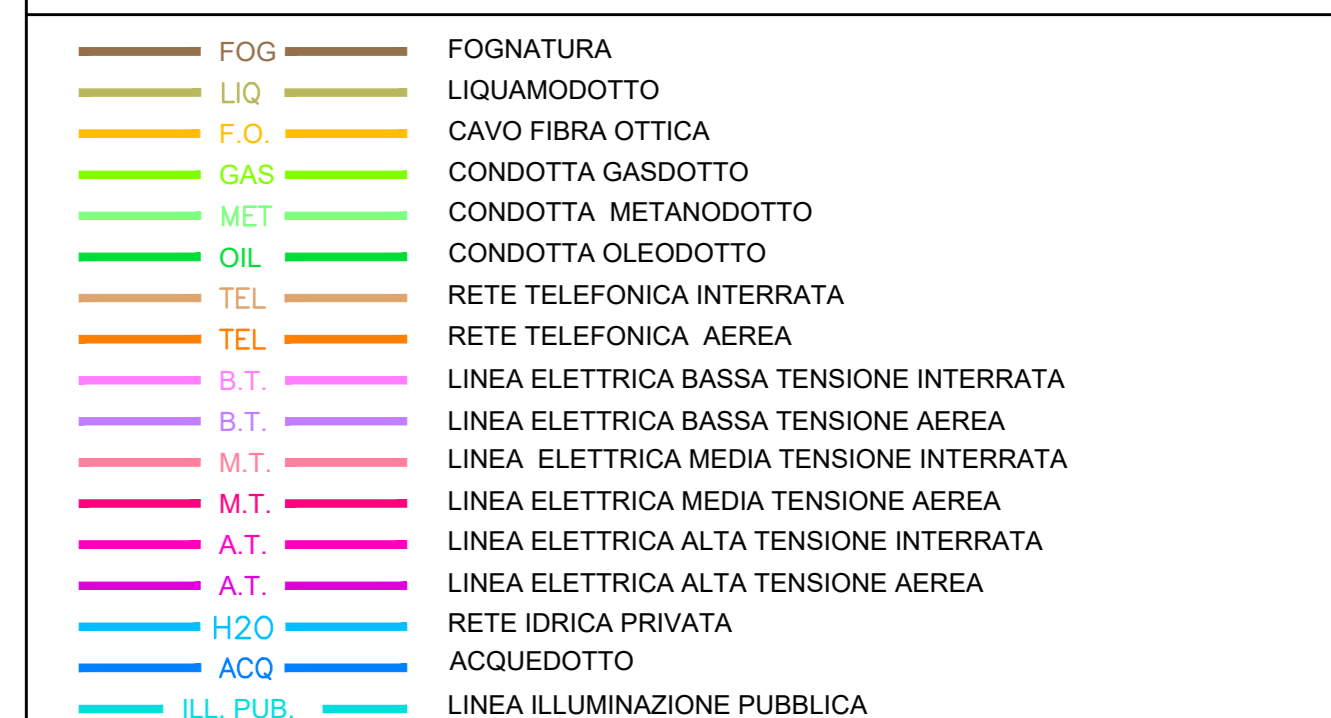 FOG FOGNATURA
LIQ LIQUAMODOTTO
F.O. CAVO FIBRA OTTICA
GAS CONDOTTA GASDOTTO
MET CONDOTTA METANODOTTO
OIL CONDOTTA OLEODOTTO
TEL RETE TELEFONICA INTERRATA
TEL RETE TELEFONICA AEREA
B.T. LINEA ELETTRICA BASSA TENSIONE INTERRATA
B.T. LINEA ELETTRICA BASSA TENSIONE AEREA
M.T. LINEA ELETTRICA MEDIA TENSIONE INTERRATA
M.T. LINEA ELETTRICA MEDIA TENSIONE AEREA
A.T. LINEA ELETTRICA ALTA TENSIONE INTERRATA
A.T. LINEA ELETTRICA ALTA TENSIONE AEREA
H2O RETE IDRICA PRIVATA
ACQ ACQUEDOTTO
ILL. PUB. LINEA ILLUMINAZIONE PUBBLICA